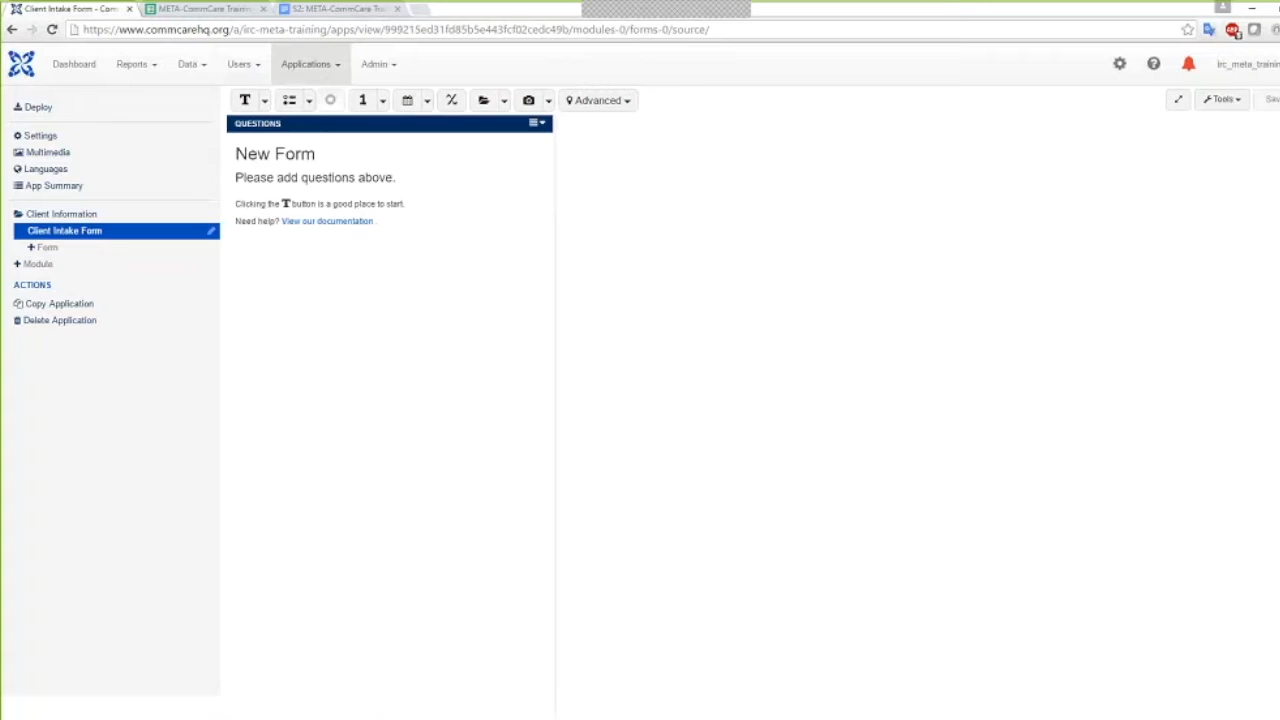 Client Intake Form - Com
META-CommCare Trainin
S2: META-CommCare Tra
https://www.commcarehq.org/a/irc-meta-training/apps/view/999215ed31fd85b5e443fcf02cedc49b/modules-0/forms-0/source/
Dashboard Reports Data Users Applications Admin irc_meta_trainin
Deploy
Settings
Multimedia
Languages
App Summary
Client Information
Client Intake Form
+ Form
+ Module
ACTIONS
Copy Application
Delete Application
T 1 Advanced Tools Sav
QUESTIONS
New Form
Please add questions above.
Clicking the T button is a good place to start.
Need help? View our documentation .